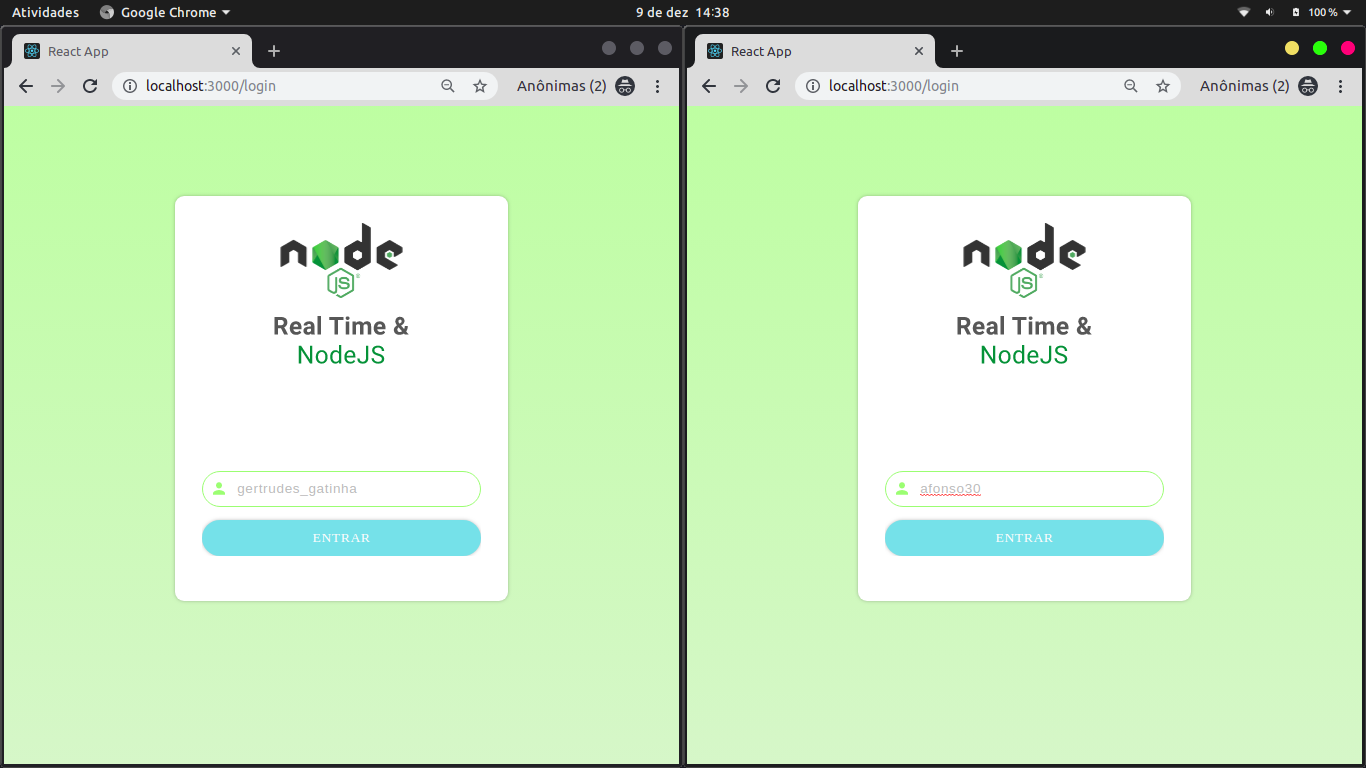 Atividades Google Chrome 9 de dez 14:38 100 %
React App
localhost:3000/login Anônimas (2)
node
JS
Real Time &
NodeJS
gertrudes_gatinha
ENTRAR
React App
localhost:3000/login Anônimas (2)
node
JS
Real Time &
NodeJS
afonso30
ENTRAR